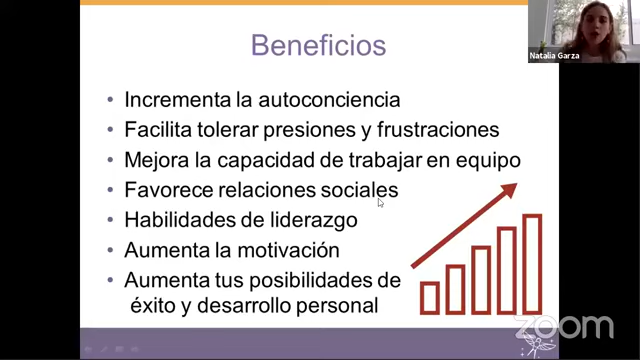 Beneficios
Natalia Garza
• Incrementa la autoconciencia
• Facilita tolerar presiones y frustraciones
• Mejora la capacidad de trabajar en equipo
• Favorece relaciones sociales
• Habilidades de liderazgo
• Aumenta la motivación
• Aumenta tus posibilidades de
éxito y desarrollo personal
zoom